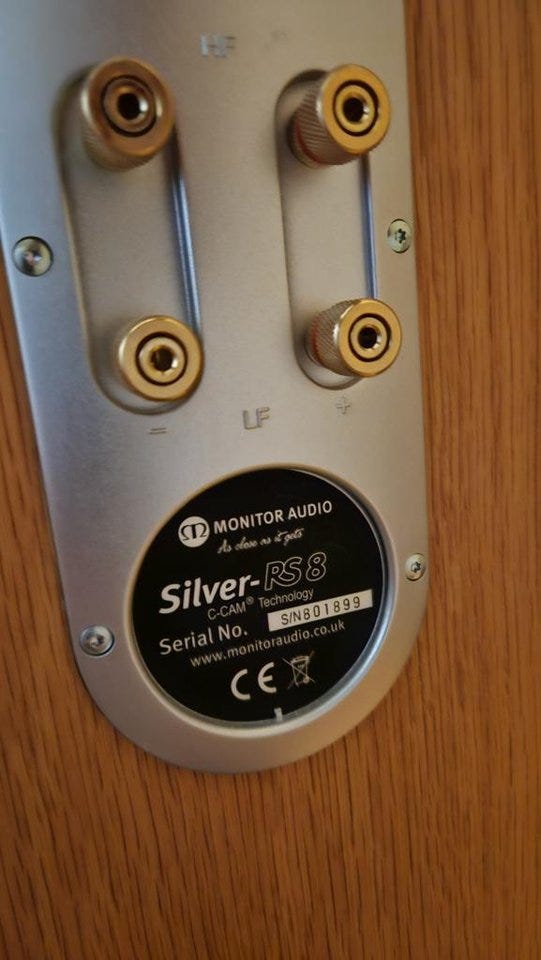 HF
– LF +
MONITOR AUDIO
As close as it gets
Silver-RS 8
C-CAM® Technology
Serial No. S/N801899
www.monitoraudio.co.uk
CE